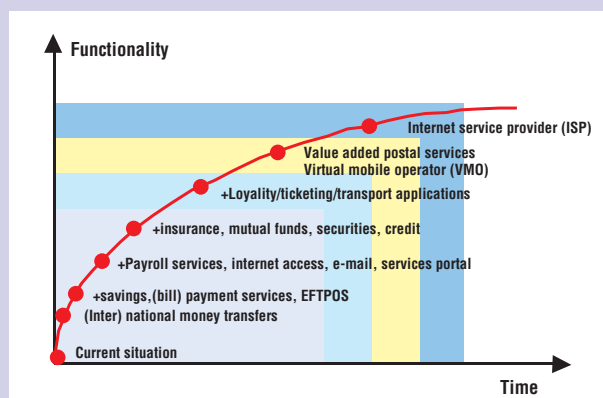 Functionality
Internet service provider (ISP)
Value added postal services
Virtual mobile operator (VMO)
+Loyality/ticketing/transport applications
+insurance, mutual funds, securities, credit
+Payroll services, internet access, e-mail, services portal
+savings,(bill) payment services, EFTPOS
(Inter) national money transfers
Current situation
Time